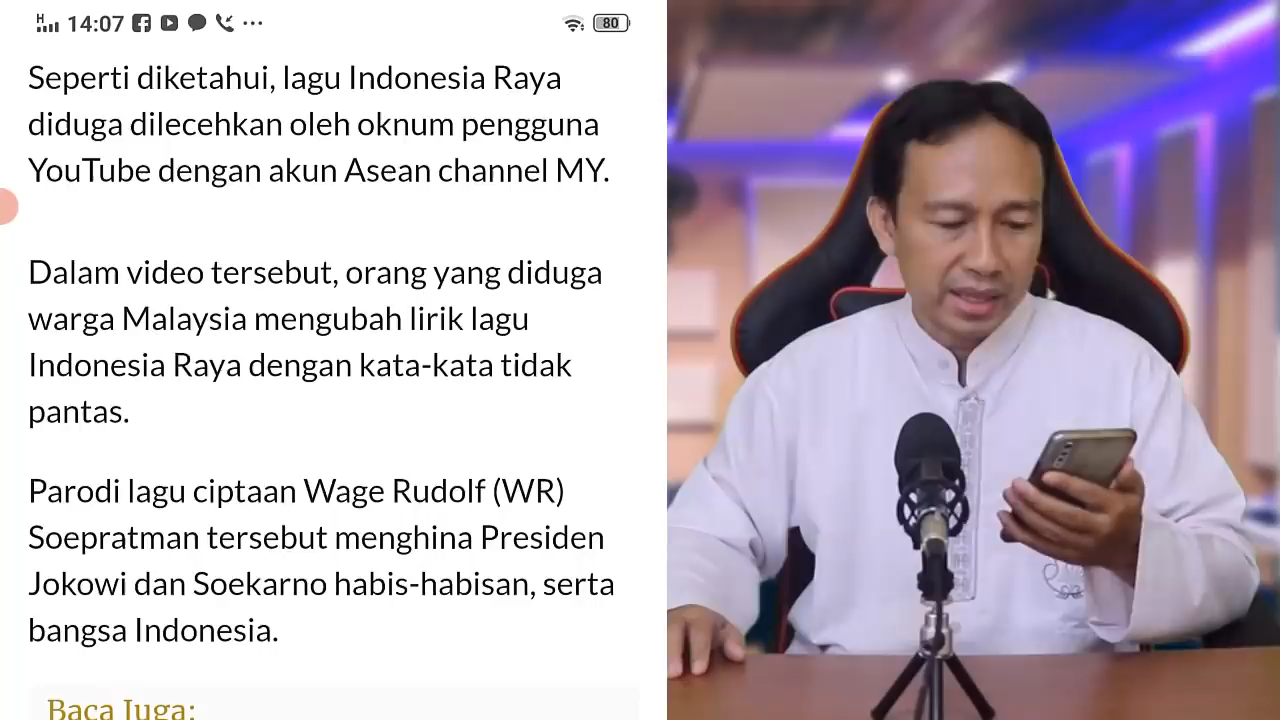 14:07
80
Seperti diketahui, lagu Indonesia Raya
diduga dilecehkan oleh oknum pengguna
YouTube dengan akun Asean channel MY.
Dalam video tersebut, orang yang diduga
warga Malaysia mengubah lirik lagu
Indonesia Raya dengan kata-kata tidak
pantas.
Parodi lagu ciptaan Wage Rudolf (WR)
Soepratman tersebut menghina Presiden
Jokowi dan Soekarno habis-habisan, serta
bangsa Indonesia.
Baca Juga: